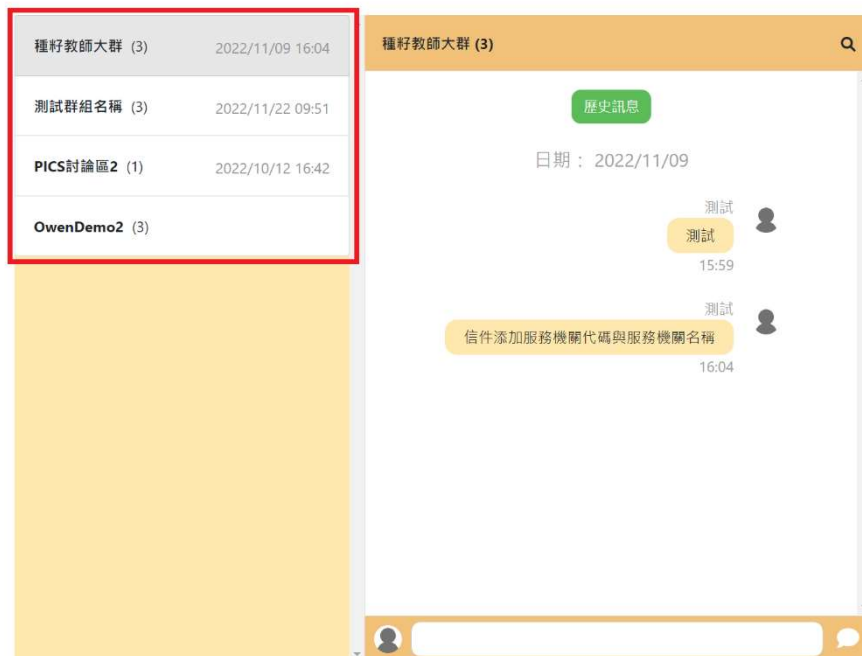 種籽教師大群 (3) 2022/11/09 16:04
測試群組名稱 (3) 2022/11/22 09:51
PICS討論區2 (1) 2022/10/12 16:42
OwenDemo2 (3)
種籽教師大群 (3)
歷史訊息
日期： 2022/11/09
測試
測試
15:59
測試
信件添加服務機關代碼與服務機關名稱
16:04